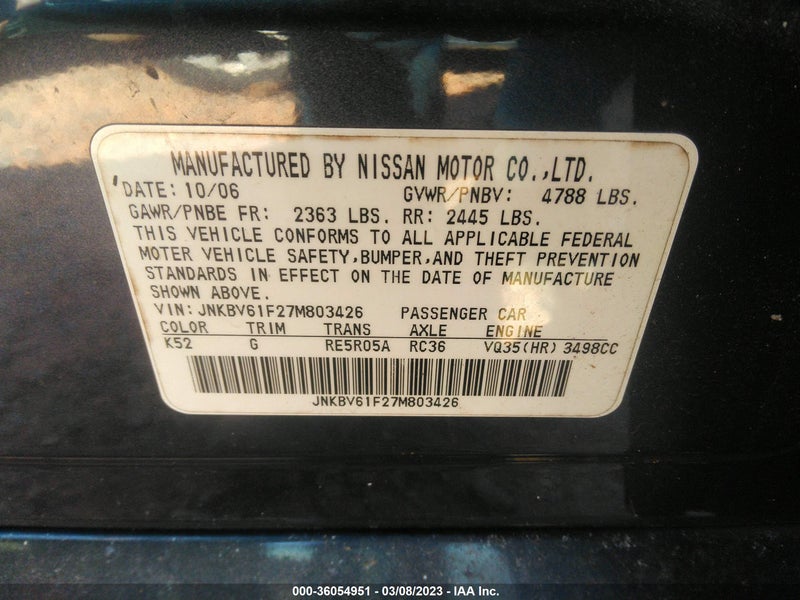 MANUFACTURED BY NISSAN MOTOR CO.,LTD.
DATE: 10/06 GVWR/PNBV: 4788 LBS.
GAWR/PNBE FR: 2363 LBS. RR: 2445 LBS.
THIS VEHICLE CONFORMS TO ALL APPLICABLE FEDERAL
MOTER VEHICLE SAFETY,BUMPER,AND THEFT PREVENTION
STANDARDS IN EFFECT ON THE DATE OF MANUFACTURE
SHOWN ABOVE.
VIN: JNKBV61F27M803426 PASSENGER CAR
COLOR TRIM TRANS AXLE ENGINE
K52 G RE5R05A RC36 VQ35(HR) 3498CC
JNKBV61F27M803426
000-36054951 — 03/08/2023 — IAA Inc.